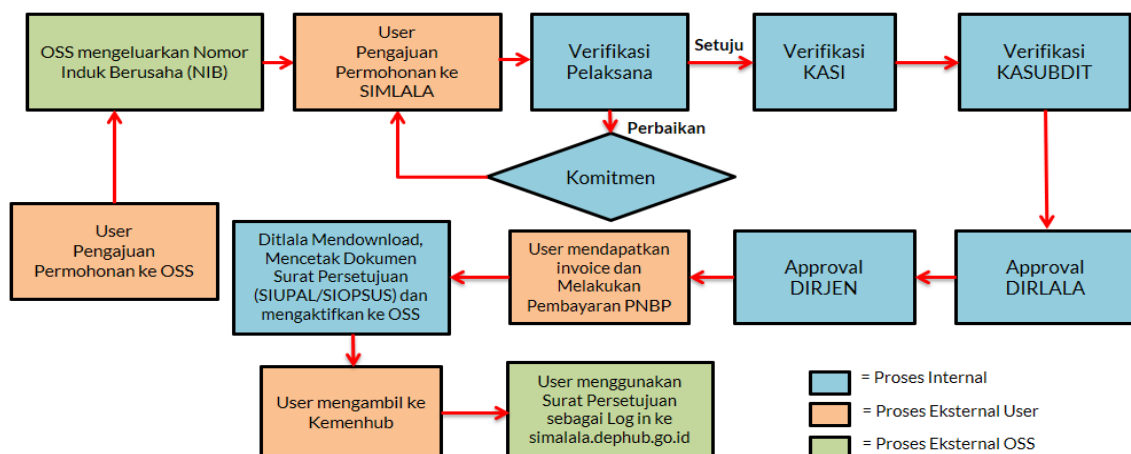 OSS mengeluarkan Nomor
Induk Berusaha (NIB)
User
Pengajuan
Permohonan ke
SIMLALA
Verifikasi
Pelaksana
Setuju
Verifikasi
KASI
Verifikasi
KASUBDIT
Perbaikan
Komitmen
User
Pengajuan
Permohonan ke OSS
Ditlala Mendownload,
Mencetak Dokumen
Surat Persetujuan
(SIUPAL/SIOPSUS) dan
mengaktifkan ke OSS
User mendapatkan
invoice dan
Melakukan
Pembayaran PNBP
Approval
DIRJEN
Approval
DIRLALA
User mengambil ke
Kemenhub
User menggunakan
Surat Persetujuan
sebagai Log in ke
simalala.dephub.go.id
= Proses Internal
= Proses Eksternal User
= Proses Eksternal OSS